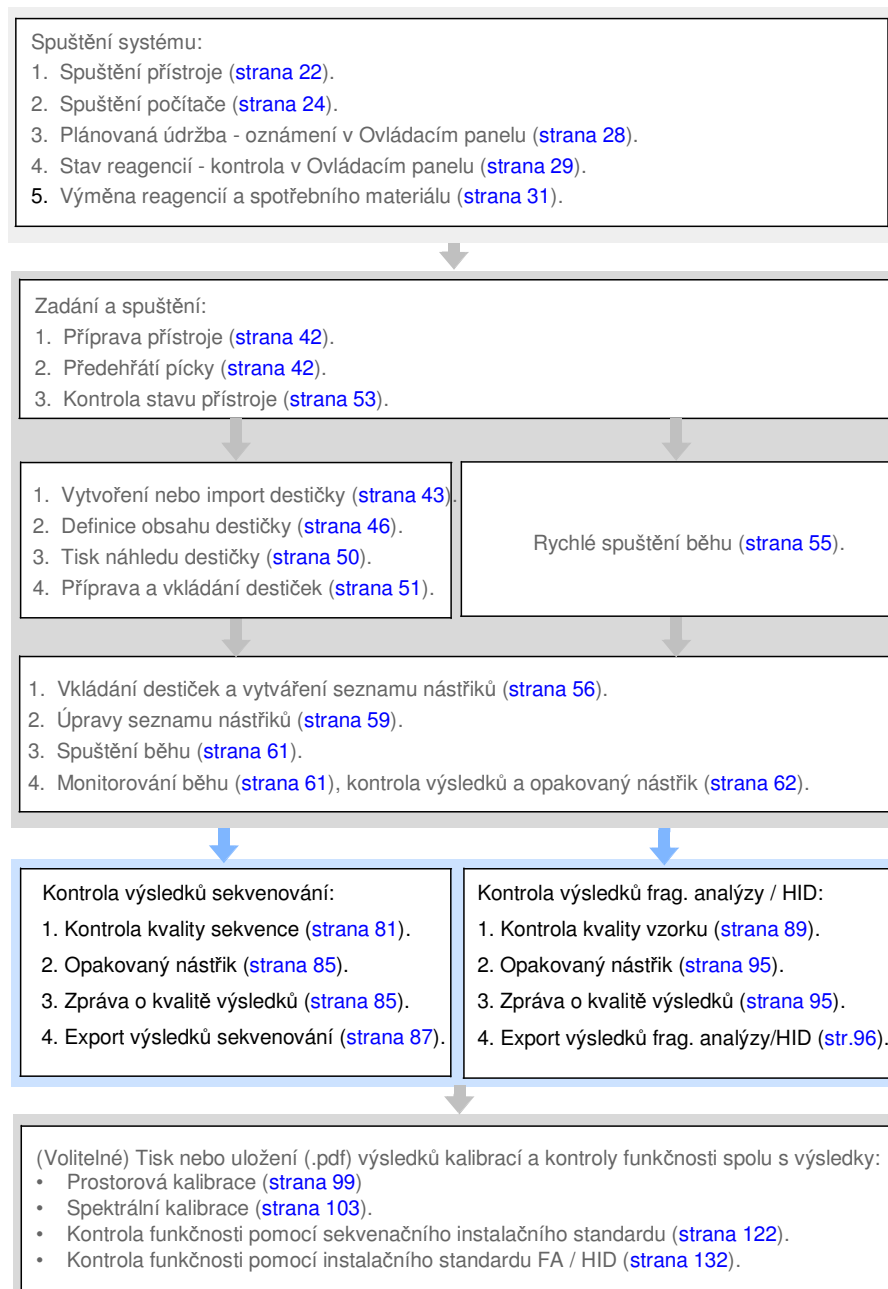 Spuštění systému:
1. Spuštění přístroje (strana 22).
2. Spuštění počítače (strana 24).
3. Plánovaná údržba - oznámení v Ovládacím panelu (strana 28).
4. Stav reagencií - kontrola v Ovládacím panelu (strana 29).
5. Výměna reagencií a spotřebního materiálu (strana 31).
Zadání a spuštění:
1. Příprava přístroje (strana 42).
2. Předehřátí pícky (strana 42).
3. Kontrola stavu přístroje (strana 53).
1. Vytvoření nebo import destičky (strana 43).
2. Definice obsahu destičky (strana 46).
3. Tisk náhledu destičky (strana 50).
4. Příprava a vkládání destiček (strana 51).
Rychlé spuštění běhu (strana 55).
1. Vkládání destiček a vytváření seznamu nástřiků (strana 56).
2. Úpravy seznamu nástřiků (strana 59).
3. Spuštění běhu (strana 61).
4. Monitorování běhu (strana 61), kontrola výsledků a opakovaný nástřik (strana 62).
Kontrola výsledků sekvenování:
1. Kontrola kvality sekvence (strana 81).
2. Opakovaný nástřik (strana 85).
3. Zpráva o kvalitě výsledků (strana 85).
4. Export výsledků sekvenování (strana 87).
Kontrola výsledků frag. analýzy / HID:
1. Kontrola kvality vzorku (strana 89).
2. Opakovaný nástřik (strana 95).
3. Zpráva o kvalitě výsledků (strana 95).
4. Export výsledků frag. analýzy/HID (str.96).
(Volitelné) Tisk nebo uložení (.pdf) výsledků kalibrací a kontroly funkčnosti spolu s výsledky:
• Prostorová kalibrace (strana 99)
• Spektrální kalibrace (strana 103).
• Kontrola funkčnosti pomocí sekvenačního instalačního standardu (strana 122).
• Kontrola funkčnosti pomocí instalačního standardu FA / HID (strana 132).